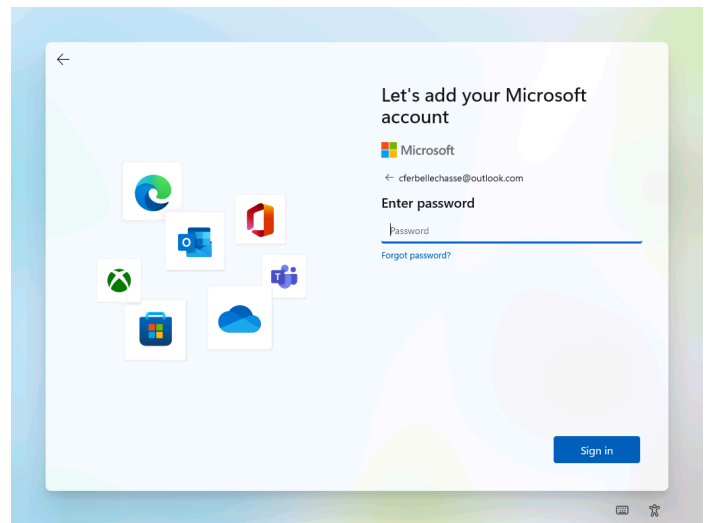 Let's add your Microsoft
account
Microsoft
cferbellechasse@outlook.com
Enter password
Password
Forgot password?
Sign in